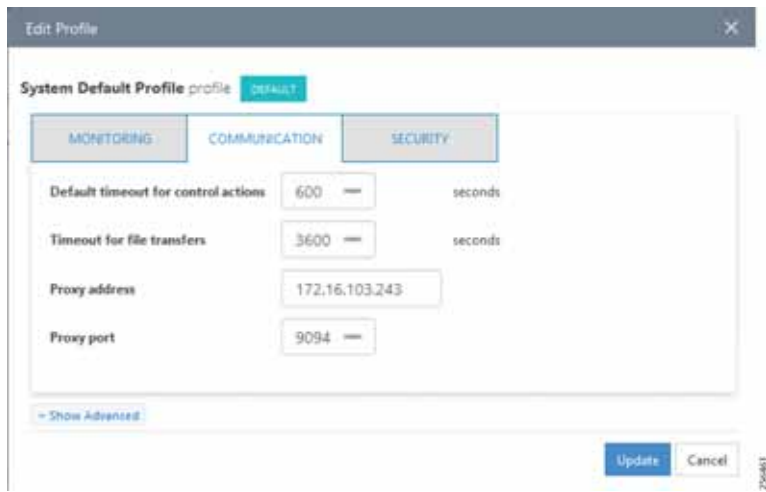 Edit Profile
System Default Profile profile DEFAULT
MONITORING COMMUNICATION SECURITY
Default timeout for control actions 600 seconds
Timeout for file transfers 3600 seconds
Proxy address 172.16.103.243
Proxy port 9094
+ Show Advanced
Update Cancel
256461